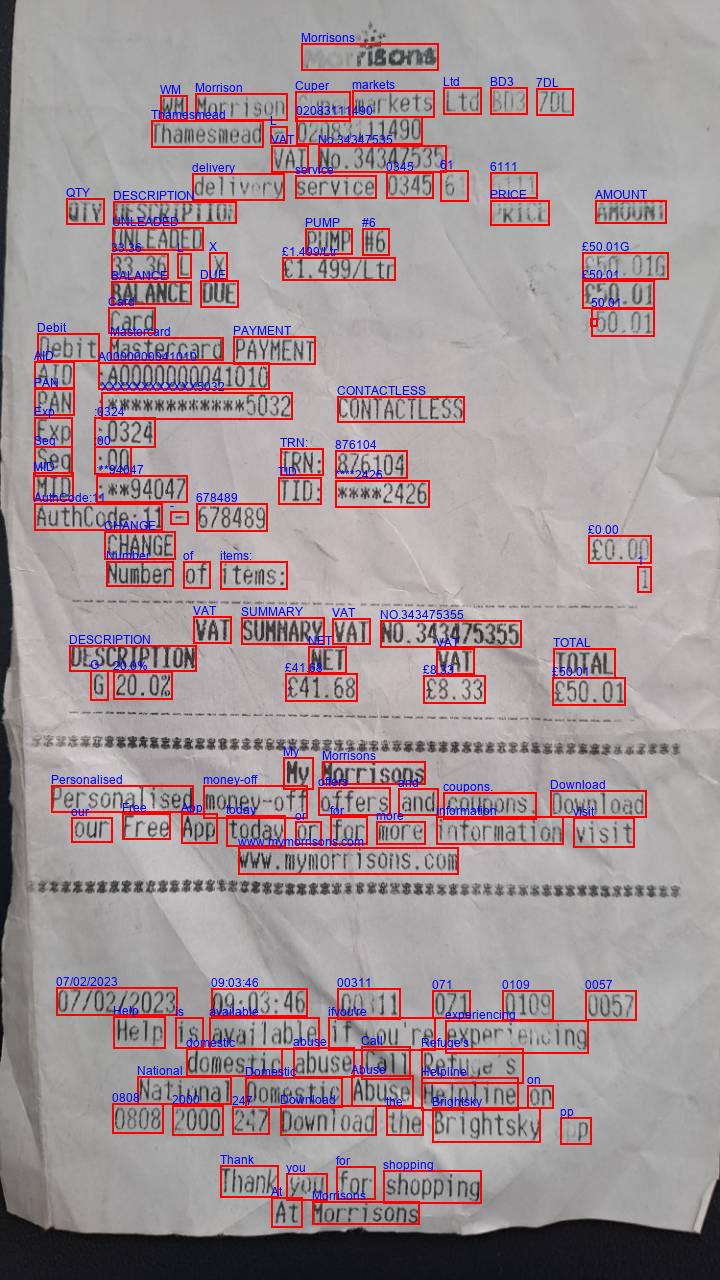 Morrisons
WM Morrison Supermarkets Ltd BD3 7DL
Thamesmead - 02083111490
VAT No.34347535
delivery service 0345 61 111
QTY DESCRIPTION PRICE AMOUNT
UNLEADED PUMP #6
33.36 L X £1.499/Ltr £50.01G
BALANCE DUE £50.01
Card £50.01
Debit Mastercard PAYMENT
AID :A0000000041010
PAN :************5032 CONTACTLESS
Exp :0324
Seq :00 TRN: 876104
MID :**94047 TID: ****2426
AuthCode:11 - 678489
CHANGE £0.00
Number of items: 1
VAT SUMMARY VAT NO.343475355
DESCRIPTION NET VAT TOTAL
G 20.0% £41.68 £8.33 £50.01
My Morrisons
Personalised money-off offers and coupons. Download
our Free App today or for more information visit
www.mymorrisons.com
07/02/2023 09:03:46 00311 071 0109 0057
Help is available if you're experiencing
domestic abuse Call Refuge's
National Domestic Abuse Helpline on
0808 2000 247 Download the Brightsky pp
Thank you for shopping
At Morrisons